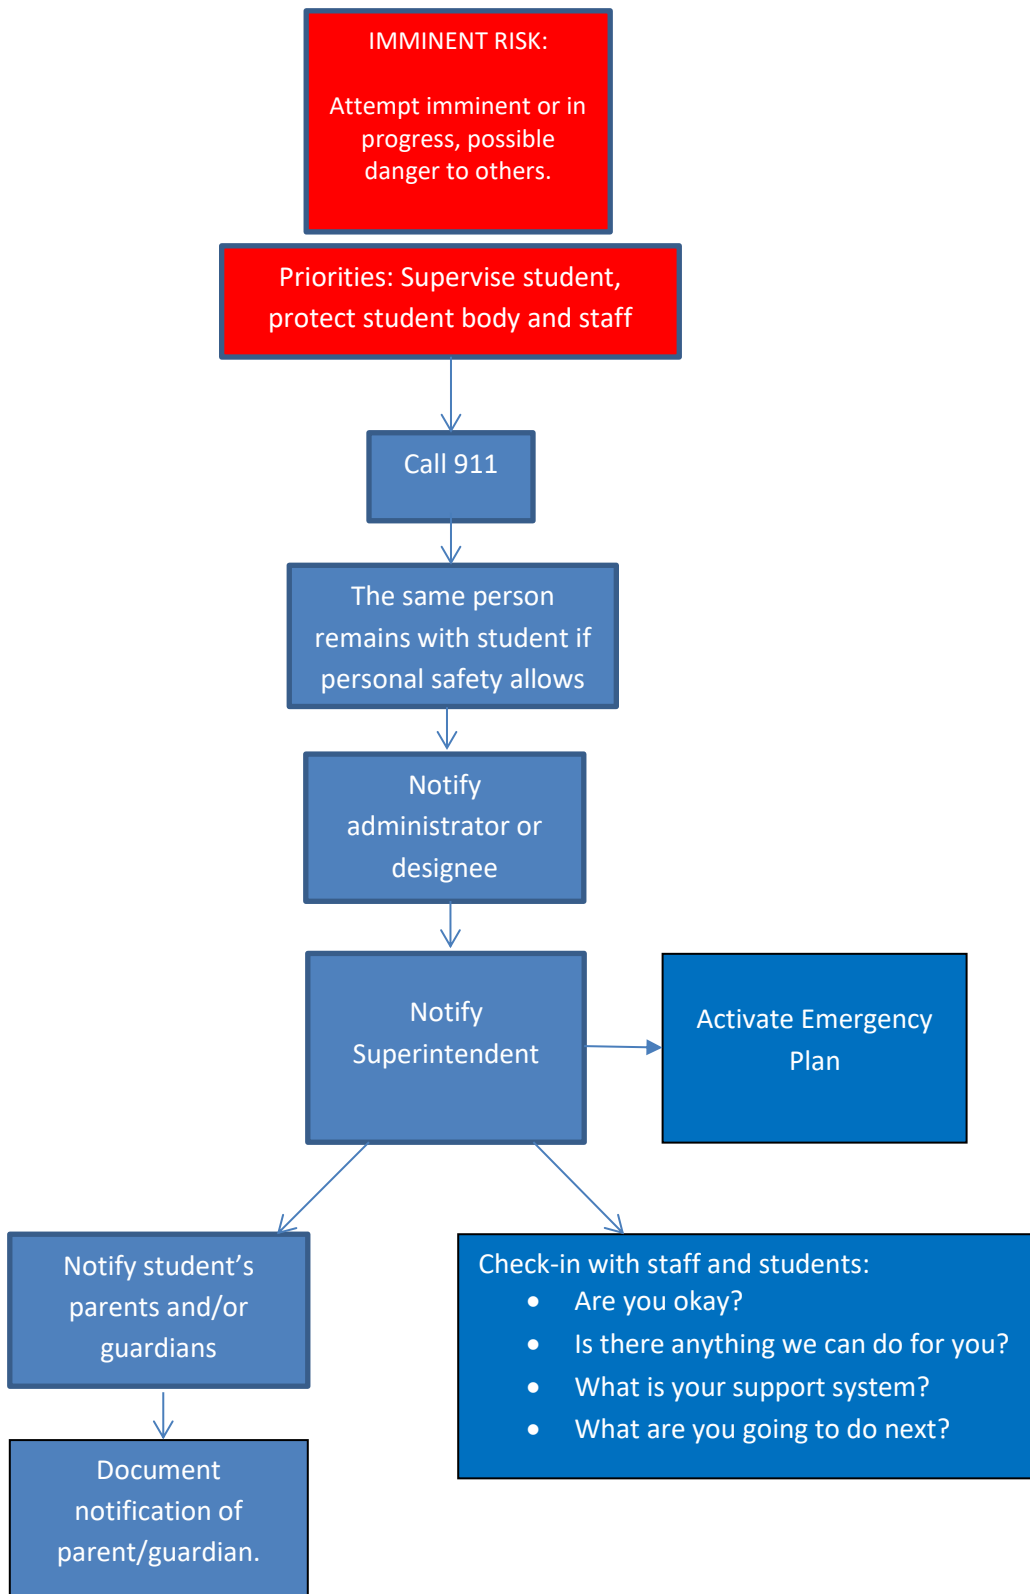 IMMINENT RISK:
Attempt imminent or in
progress, possible
danger to others.
Priorities: Supervise student,
protect student body and staff
Call 911
The same person
remains with student if
personal safety allows
Notify
administrator or
designee
Notify
Superintendent
Activate Emergency
Plan
Notify student’s
parents and/or
guardians
Check-in with staff and students:
• Are you okay?
• Is there anything we can do for you?
• What is your support system?
• What are you going to do next?
Document
notification of
parent/guardian.